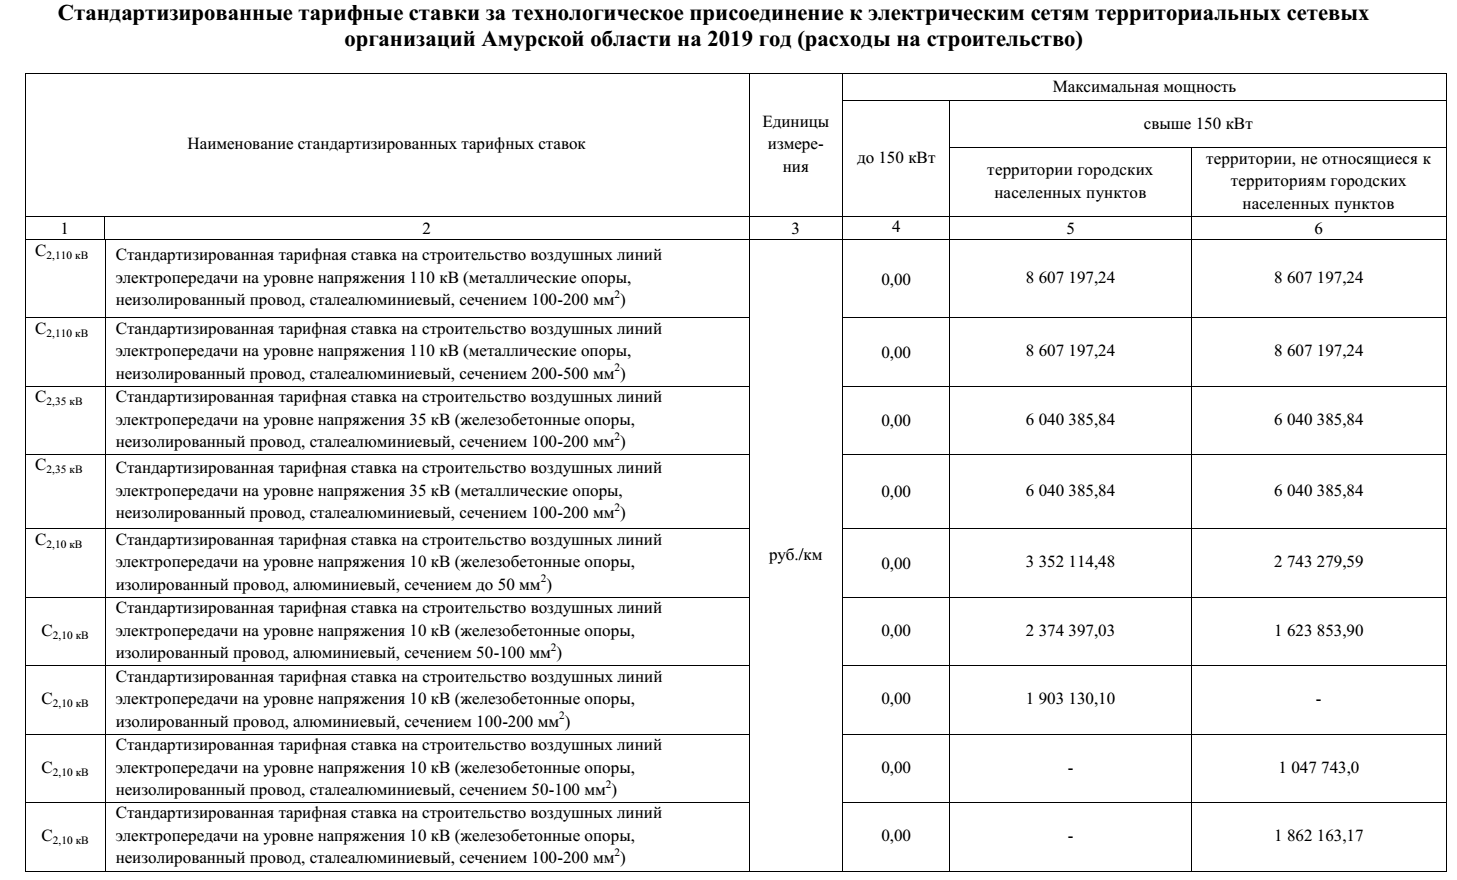 Стандартизированные тарифные ставки за технологическое присоединение к электрическим сетям территориальных сетевых
организаций Амурской области на 2019 год (расходы на строительство)
Наименование стандартизированных тарифных ставок
Единицы
измере-
ния
Максимальная мощность
до 150 кВт
свыше 150 кВт
территории городских
населенных пунктов
территории, не относящиеся к
территориям городских
населенных пунктов
1 2 3 4 5 6
С2,110 кВ
Стандартизированная тарифная ставка на строительство воздушных линий
электропередачи на уровне напряжения 110 кВ (металлические опоры,
неизолированный провод, сталеалюминиевый, сечением 100-200 мм²)
руб./км
0,00 8 607 197,24 8 607 197,24
С2,110 кВ
Стандартизированная тарифная ставка на строительство воздушных линий
электропередачи на уровне напряжения 110 кВ (металлические опоры,
неизолированный провод, сталеалюминиевый, сечением 200-500 мм²)
0,00 8 607 197,24 8 607 197,24
С2,35 кВ
Стандартизированная тарифная ставка на строительство воздушных линий
электропередачи на уровне напряжения 35 кВ (железобетонные опоры,
неизолированный провод, сталеалюминиевый, сечением 100-200 мм²)
0,00 6 040 385,84 6 040 385,84
С2,35 кВ
Стандартизированная тарифная ставка на строительство воздушных линий
электропередачи на уровне напряжения 35 кВ (металлические опоры,
неизолированный провод, сталеалюминиевый, сечением 100-200 мм²)
0,00 6 040 385,84 6 040 385,84
С2,10 кВ
Стандартизированная тарифная ставка на строительство воздушных линий
электропередачи на уровне напряжения 10 кВ (железобетонные опоры,
изолированный провод, алюминиевый, сечением до 50 мм²)
0,00 3 352 114,48 2 743 279,59
С2,10 кВ
Стандартизированная тарифная ставка на строительство воздушных линий
электропередачи на уровне напряжения 10 кВ (железобетонные опоры,
изолированный провод, алюминиевый, сечением 50-100 мм²)
0,00 2 374 397,03 1 623 853,90
С2,10 кВ
Стандартизированная тарифная ставка на строительство воздушных линий
электропередачи на уровне напряжения 10 кВ (железобетонные опоры,
изолированный провод, алюминиевый, сечением 100-200 мм²)
0,00 1 903 130,10 -
С2,10 кВ
Стандартизированная тарифная ставка на строительство воздушных линий
электропередачи на уровне напряжения 10 кВ (железобетонные опоры,
неизолированный провод, сталеалюминиевый, сечением 50-100 мм²)
0,00 - 1 047 743,0
С2,10 кВ
Стандартизированная тарифная ставка на строительство воздушных линий
электропередачи на уровне напряжения 10 кВ (железобетонные опоры,
неизолированный провод, сталеалюминиевый, сечением 100-200 мм²)
0,00 - 1 862 163,17